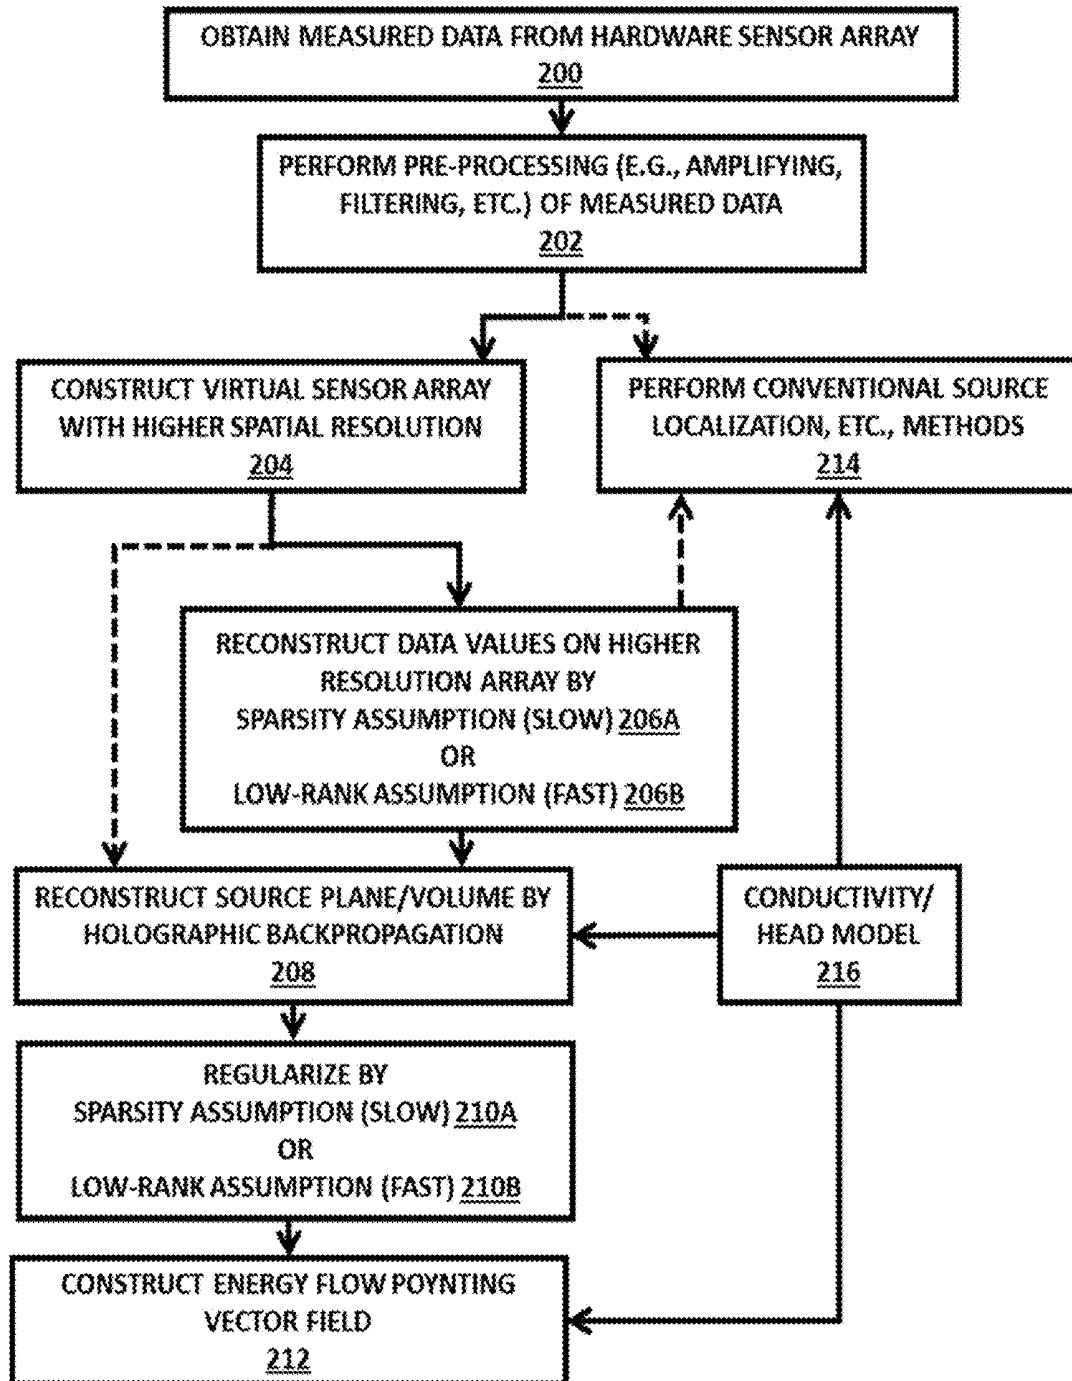 OBTAIN MEASURED DATA FROM HARDWARE SENSOR ARRAY
200
PERFORM PRE-PROCESSING (E.G., AMPLIFYING,
FILTERING, ETC.) OF MEASURED DATA
202
CONSTRUCT VIRTUAL SENSOR ARRAY
WITH HIGHER SPATIAL RESOLUTION
204
PERFORM CONVENTIONAL SOURCE
LOCALIZATION, ETC., METHODS
214
RECONSTRUCT DATA VALUES ON HIGHER
RESOLUTION ARRAY BY
SPARSITY ASSUMPTION (SLOW) 206A
OR
LOW-RANK ASSUMPTION (FAST) 206B
RECONSTRUCT SOURCE PLANE/VOLUME BY
HOLOGRAPHIC BACKPROPAGATION
208
CONDUCTIVITY/
HEAD MODEL
216
REGULARIZE BY
SPARSITY ASSUMPTION (SLOW) 210A
OR
LOW-RANK ASSUMPTION (FAST) 210B
CONSTRUCT ENERGY FLOW POYNTING
VECTOR FIELD
212